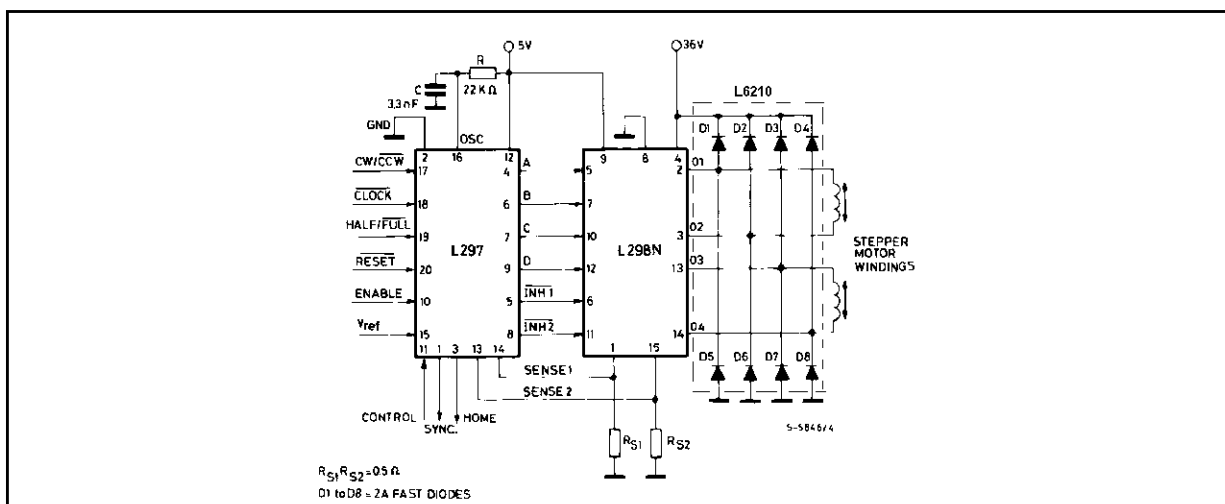 5V
36V
R
22KΩ
C
3.3nF
GND
OSC
L6210
D1 D2 D3 D4
2 16 12
9 8 4
CW/CCW 17
4 A 5
2 01
CLOCK 18
6 B 7
HALF/FULL 19
7 C 10
3 02
L297
L298N
RESET 20
9 D 12
13 03
STEPPER
MOTOR
WINDINGS
ENABLE 10
5 INH1 6
Vref 15
8 INH2 11
14 04
11 1 3 13 14
1 15
D5 D6 D7 D8
SENSE 1
SENSE 2
CONTROL
SYNC.
HOME
RS1 RS2
S-5846/4
RS1 RS2 = 0.5 Ω
D1 to D8 = 2A FAST DIODES